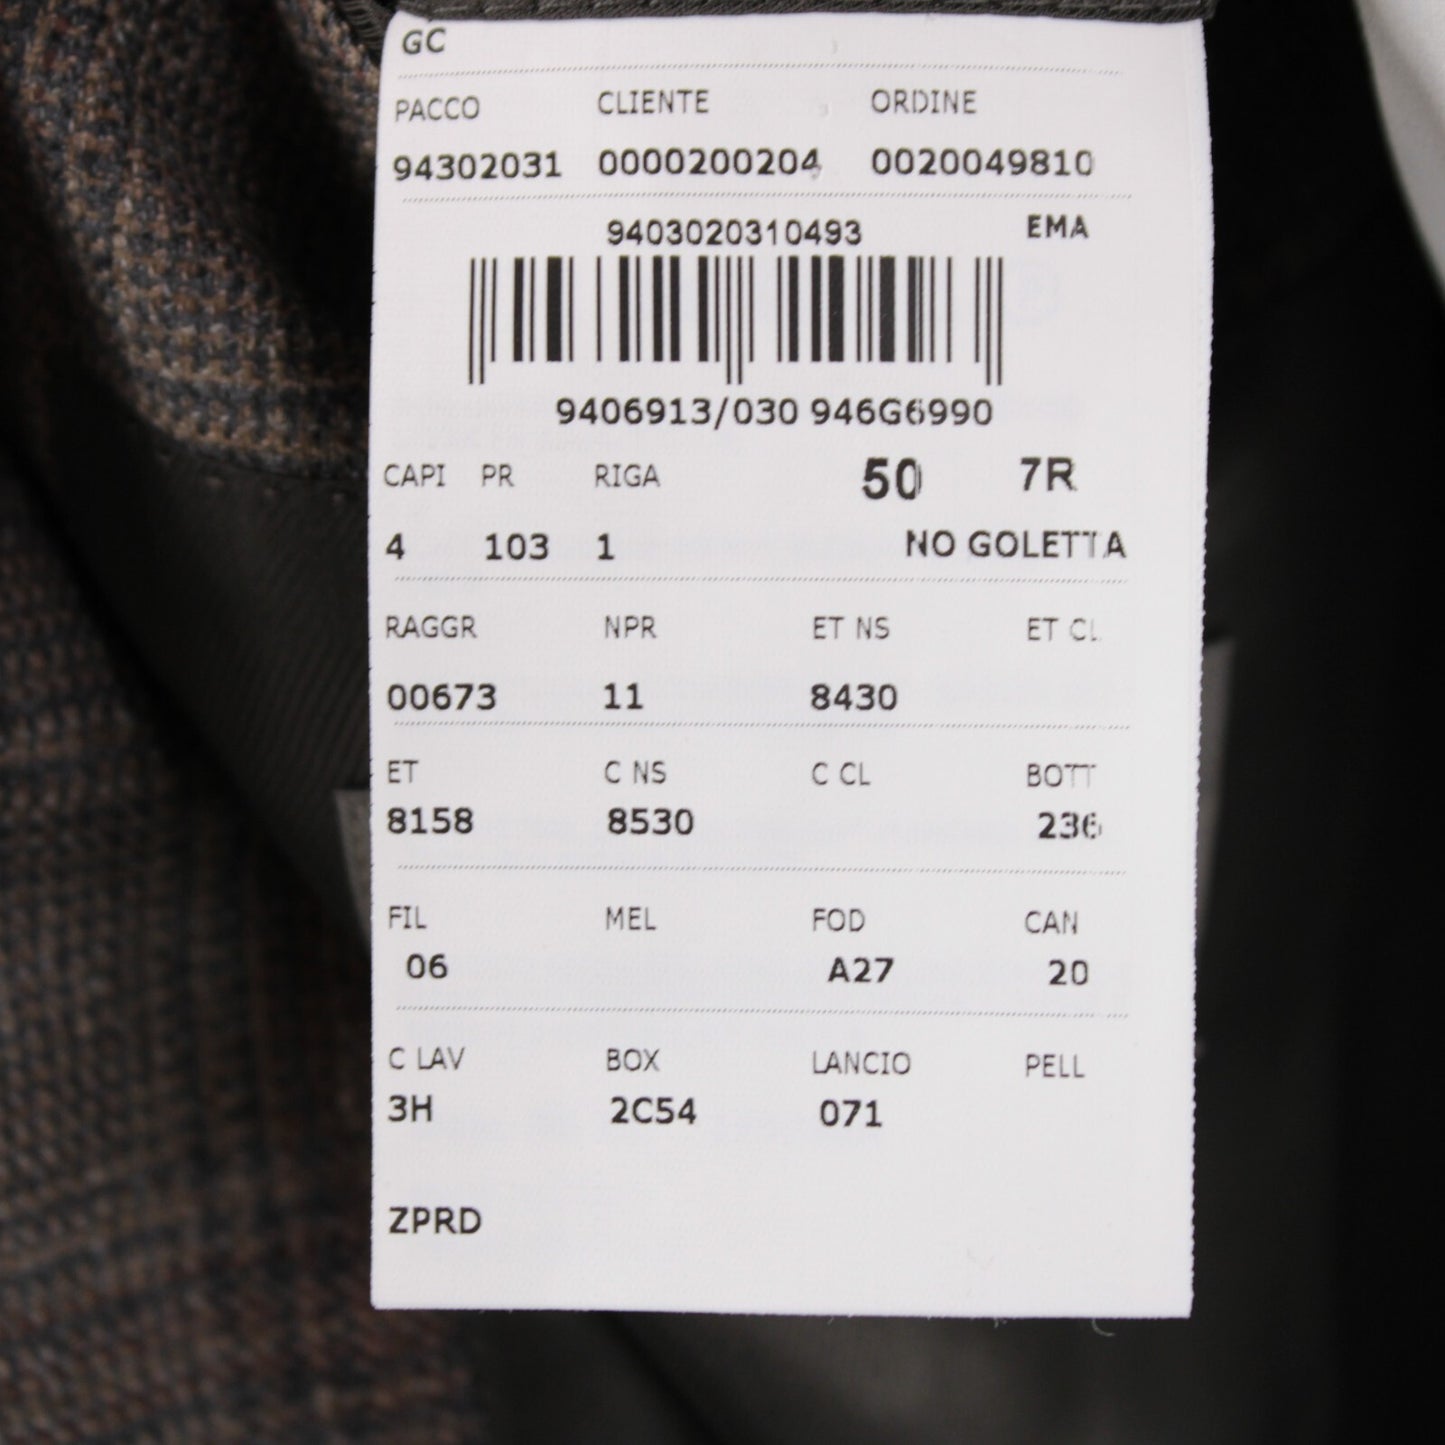 GC
PACCO CLIENTE ORDINE
94302031 0000200204 0020049810
9403020310493 EMA
9406913/030 946G6990
CAPI PR RIGA 50 7R
4 103 1 NO GOLETTA
RAGGR NPR ET NS ET CL
00673 11 8430
ET C NS C CL BOTT
8158 8530 236
FIL MEL FOD CAN
06 A27 20
C LAV BOX LANCIO PELL
3H 2C54 071
ZPRD